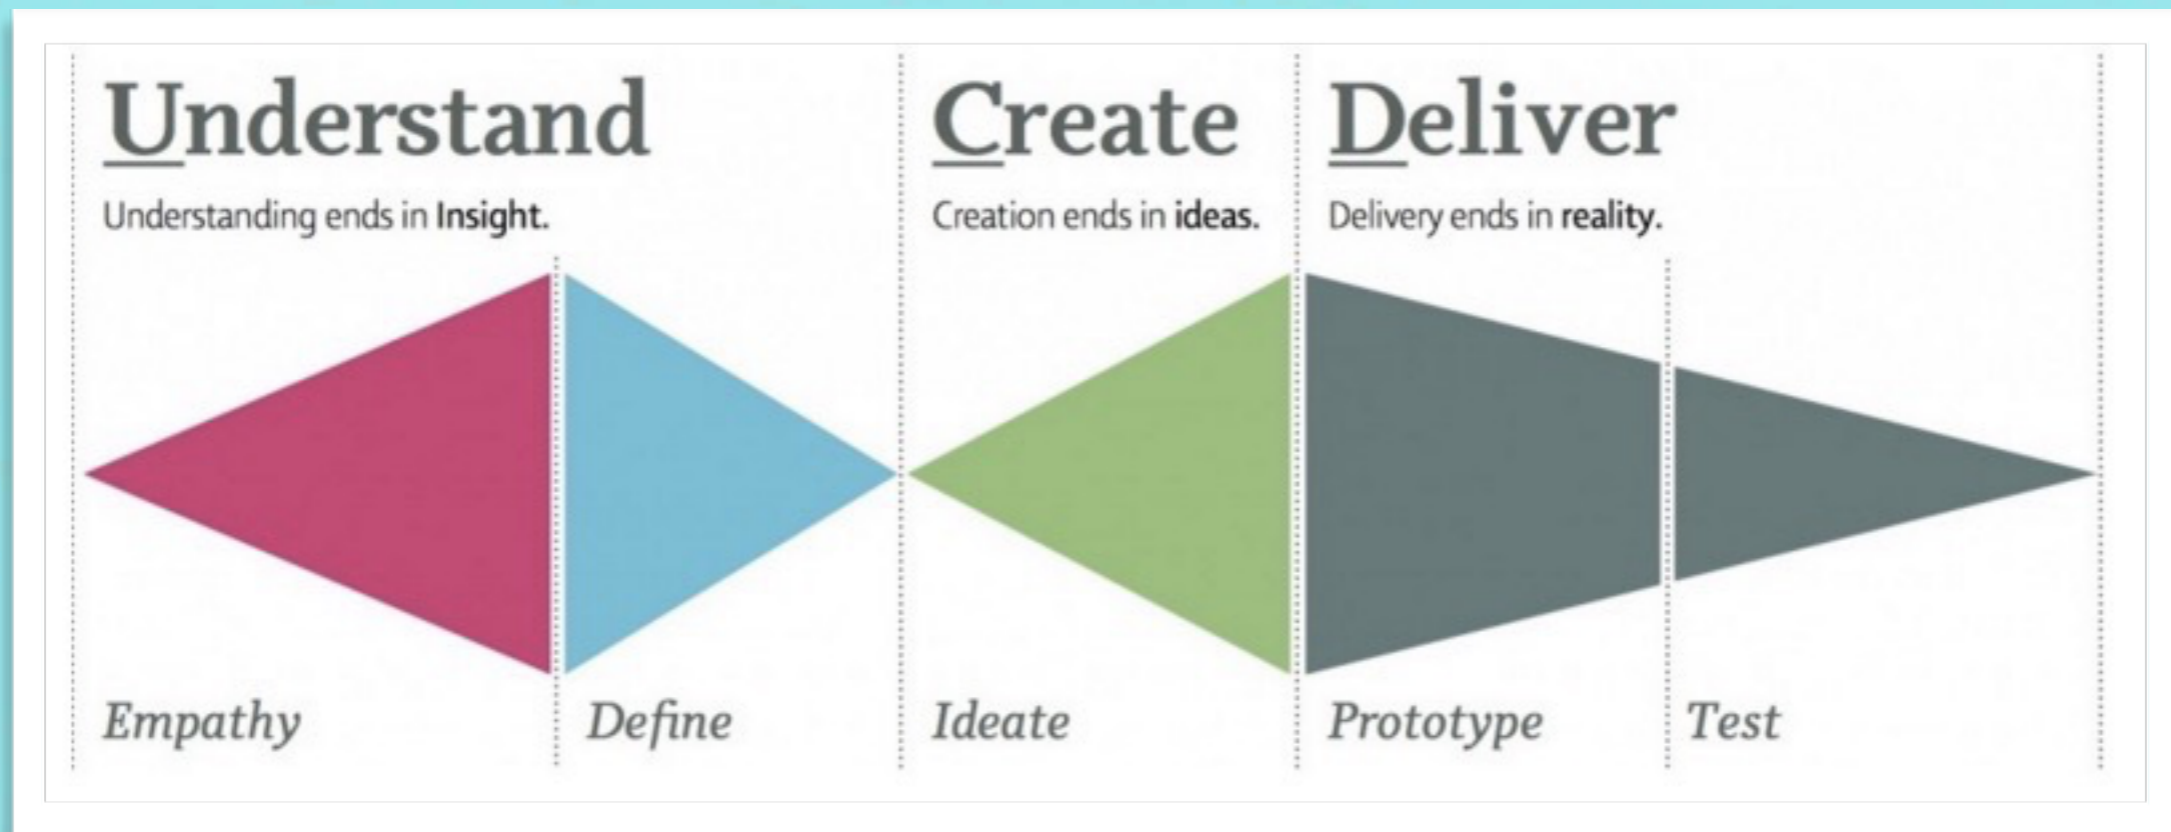 Understand
Understanding ends in Insight.
Create
Creation ends in ideas.
Deliver
Delivery ends in reality.
Empathy
Define
Ideate
Prototype
Test